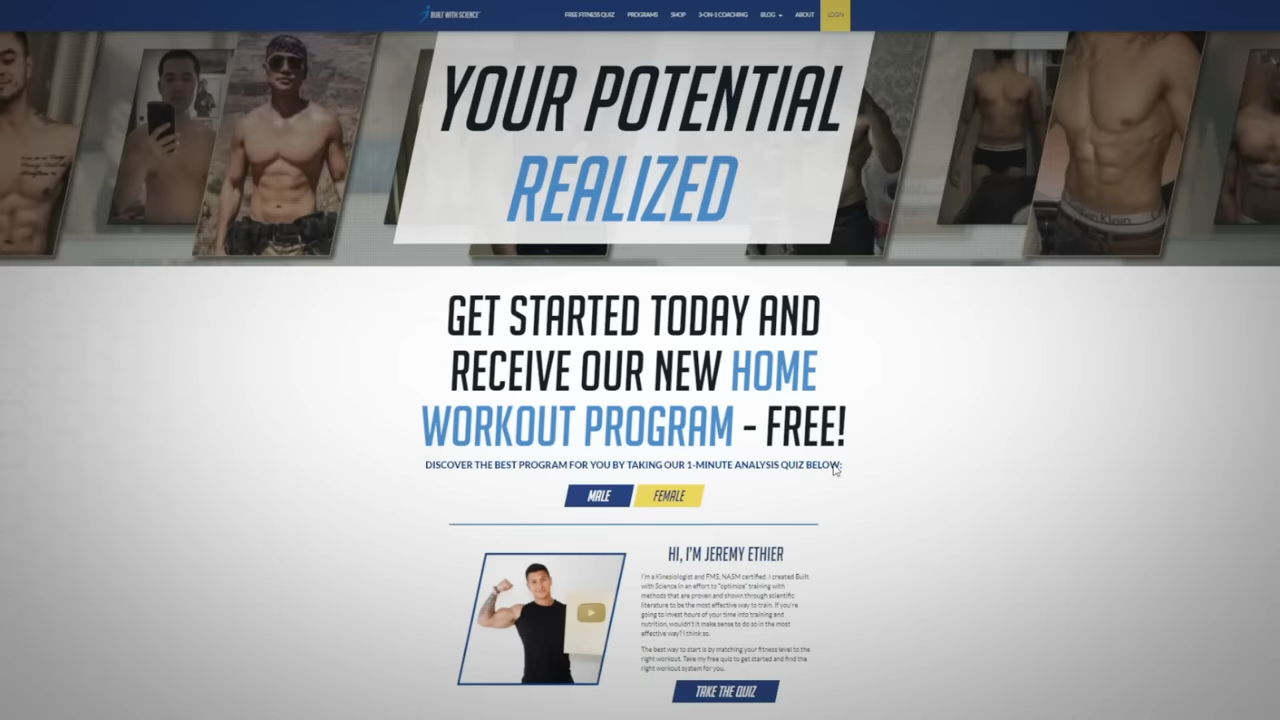 BUILT WITH SCIENCE
FREE FITNESS QUIZ PROGRAMS SHOP 3-ON-1 COACHING BLOG ABOUT LOGIN
YOUR POTENTIAL
REALIZED
GET STARTED TODAY AND
RECEIVE OUR NEW HOME
WORKOUT PROGRAM - FREE!
DISCOVER THE BEST PROGRAM FOR YOU BY TAKING OUR 1-MINUTE ANALYSIS QUIZ BELOW:
MALE FEMALE
HI, I'M JEREMY ETHIER
I'm a Kinesiologist and FMS, NASM certified. I created Built
with Science in an effort to "optimize" training with
methods that are proven and shown through scientific
literature to be the most effective way to train. If you're
going to invest hours of your time into training and
nutrition, wouldn't it make sense to do so in the most
effective way? I think so.
The best way to start is by matching your fitness level to the
right workout. Take my free quiz to get started and find the
right workout system for you.
TAKE THE QUIZ